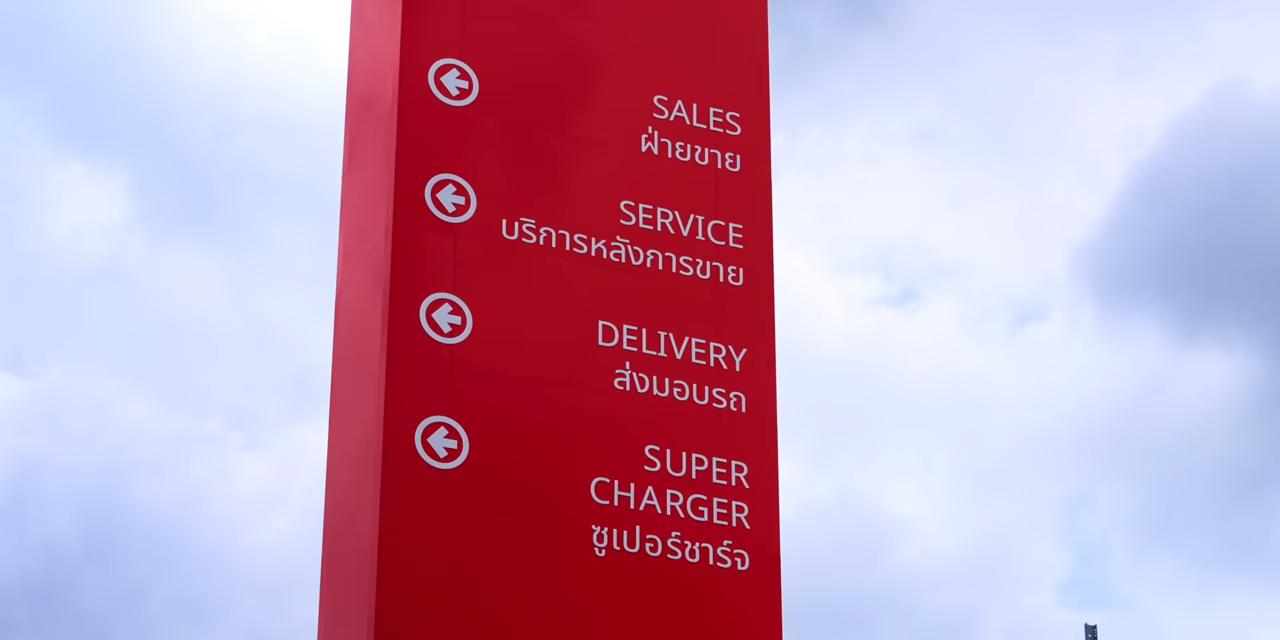 SALES
ฝ่ายขาย
SERVICE
บริการหลังการขาย
DELIVERY
ส่งมอบรถ
SUPER
CHARGER
ซูเปอร์ชาร์จ